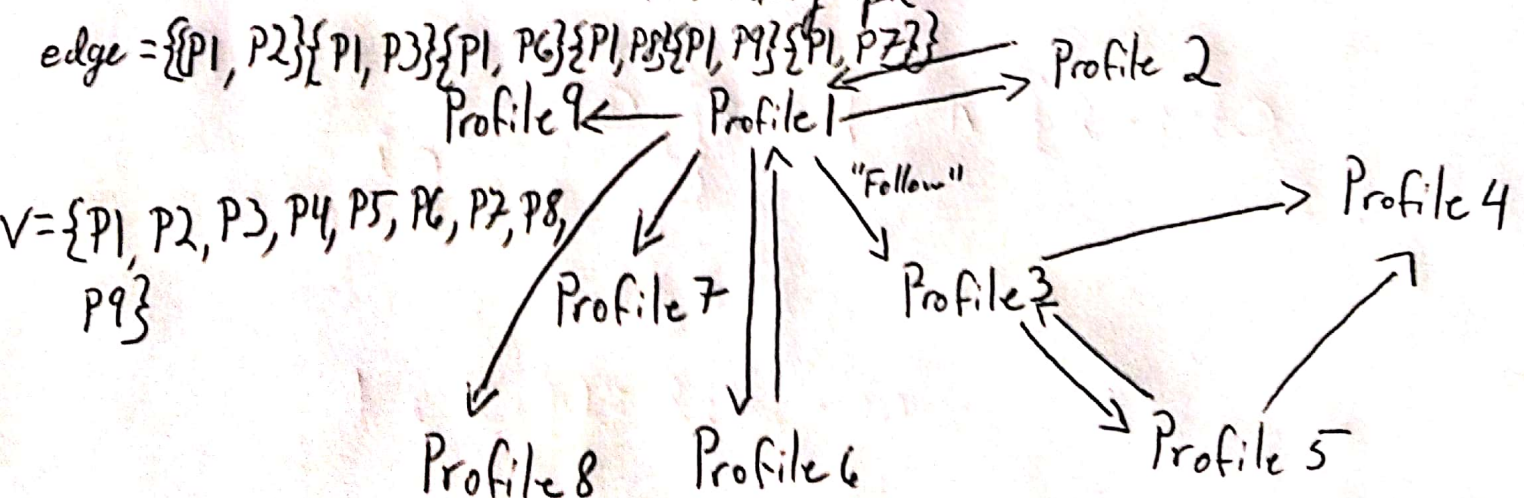 edge = {{P1, P2}{P1, P3}{P1, P6}{P1, P8}{P1, P9}{P1, P7}}
Profile 2
Profile 9
Profile 1
"Follow"
Profile 4
V={P1, P2, P3, P4, P5, P6, P7, P8,
P9}
Profile 7
Profile 3
Profile 8
Profile 6
Profile 5